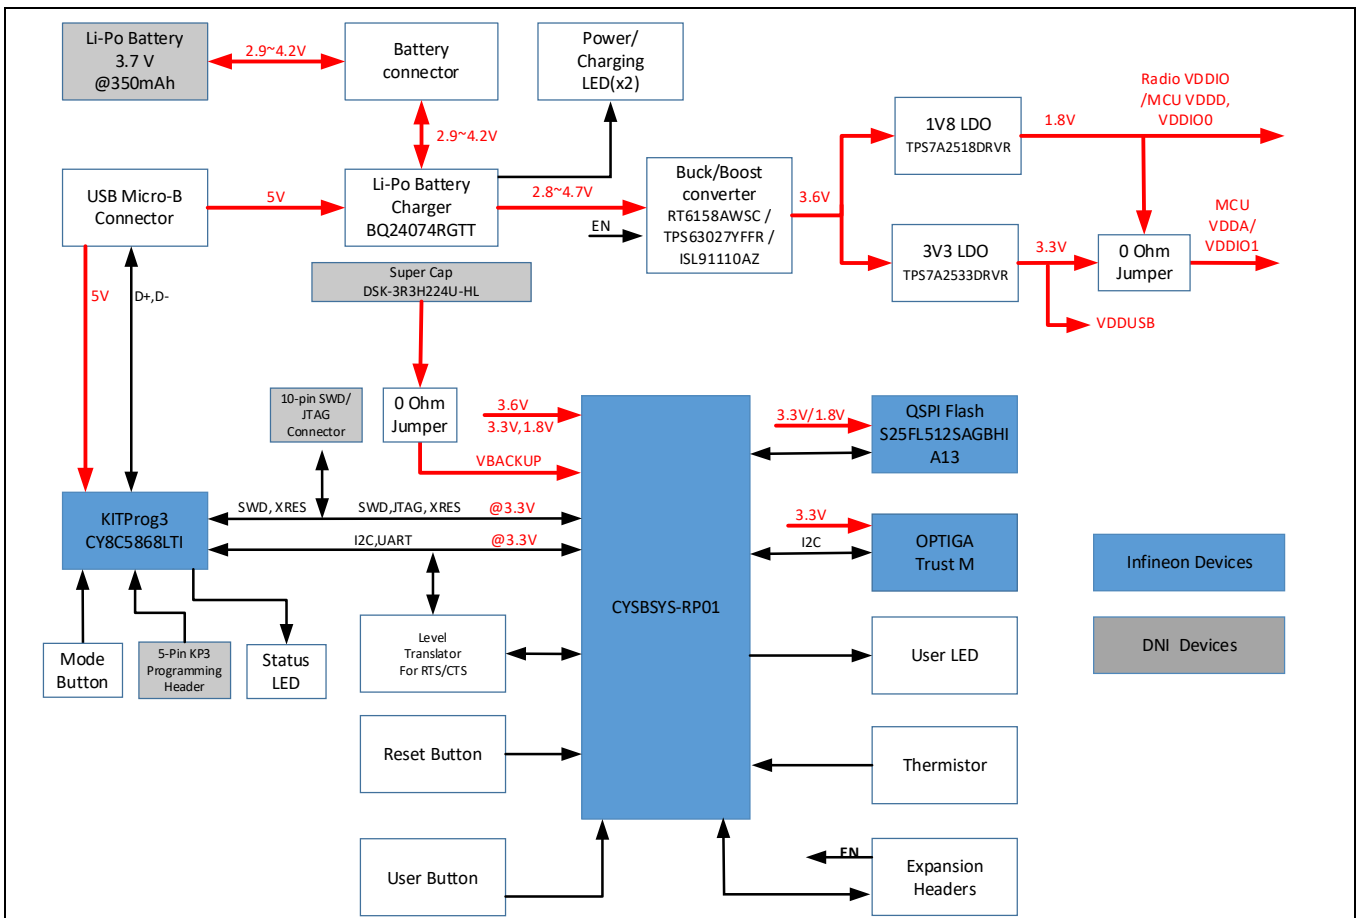 Li-Po Battery
3.7 V
@350mAh
2.9~4.2V
Battery
connector
Power/
Charging
LED(x2)
2.9~4.2V
USB Micro-B
Connector
5V
Li-Po Battery
Charger
BQ24074RGTT
2.8~4.7V
EN
Buck/Boost
converter
RT6158AWSC /
TPS63027YFFR /
ISL91110AZ
3.6V
1V8 LDO
TPS7A2518DRVR
1.8V
Radio VDDIO
/MCU VDDD,
VDDIO0
3V3 LDO
TPS7A2533DRVR
3.3V
0 Ohm
Jumper
MCU
VDDA/
VDDIO1
VDDUSB
5V
D+,D-
Super Cap
DSK-3R3H224U-HL
10-pin SWD/
JTAG
Connector
0 Ohm
Jumper
3.6V
3.3V,1.8V
VBACKUP
KITProg3
CY8C5868LTI
SWD, XRES
SWD,JTAG, XRES
@3.3V
I2C,UART
@3.3V
CYSBSYS-RP01
3.3V/1.8V
QSPI Flash
S25FL512SAGBHI
A13
3.3V
I2C
OPTIGA
Trust M
Infineon Devices
DNI Devices
Mode
Button
5-Pin KP3
Programming
Header
Status
LED
Level
Translator
For RTS/CTS
User LED
Reset Button
Thermistor
User Button
EN
Expansion
Headers